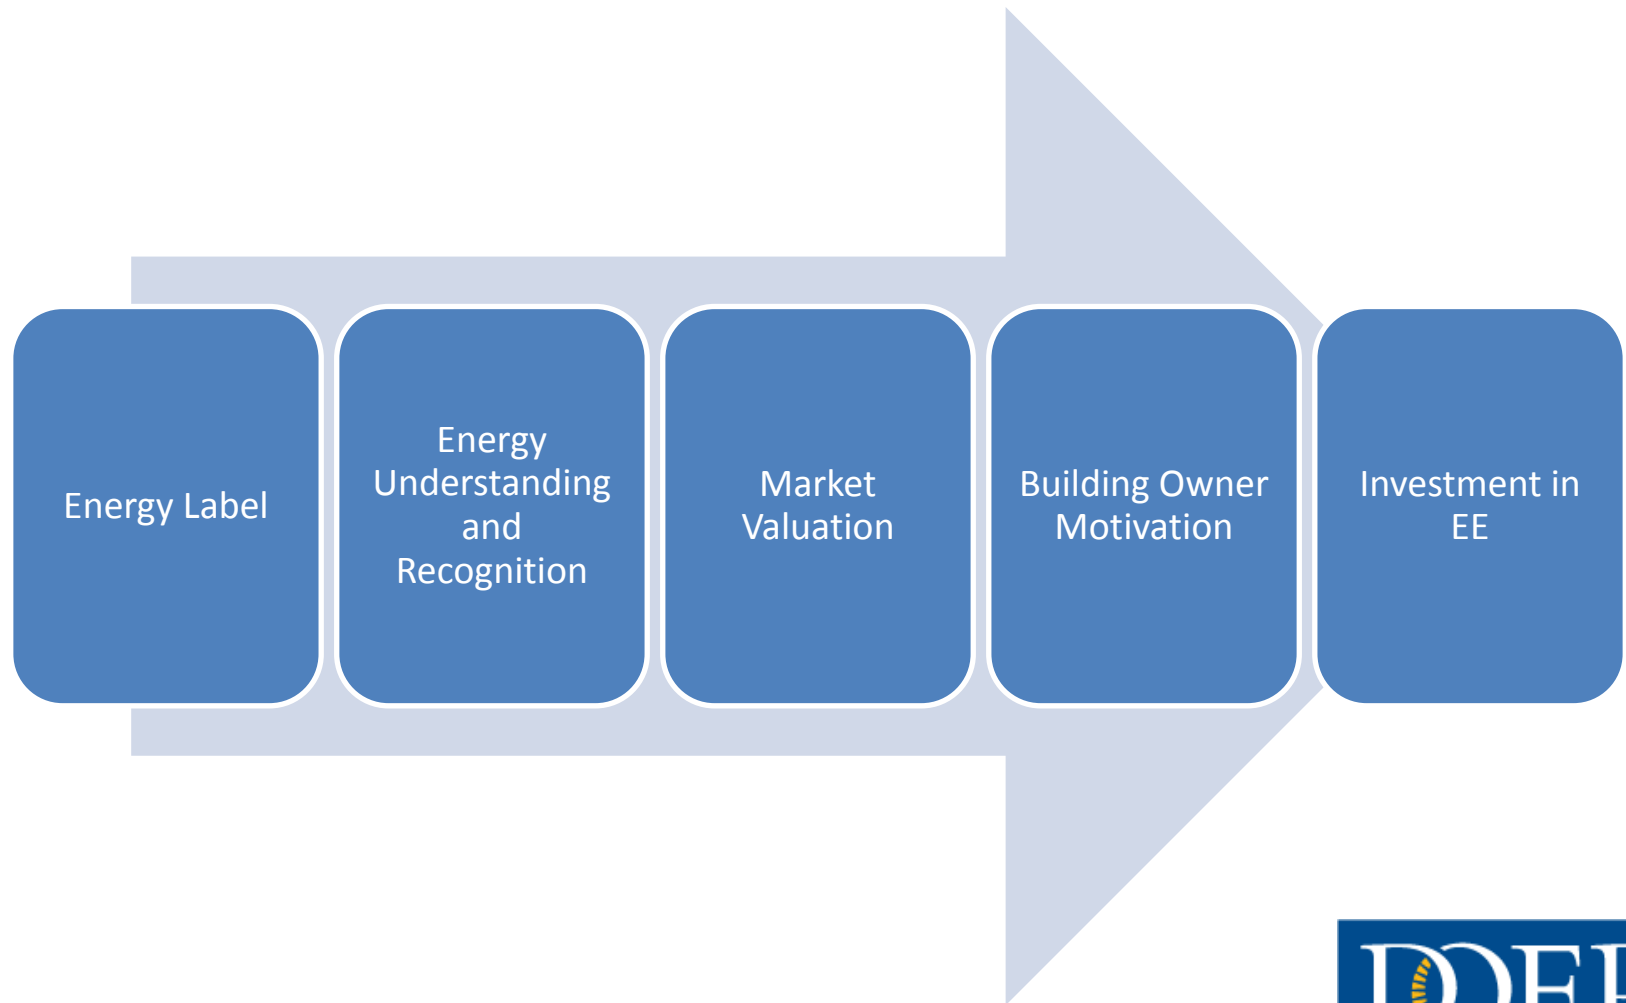 Energy Label
Energy
Understanding
and
Recognition
Market
Valuation
Building Owner
Motivation
Investment in
EE